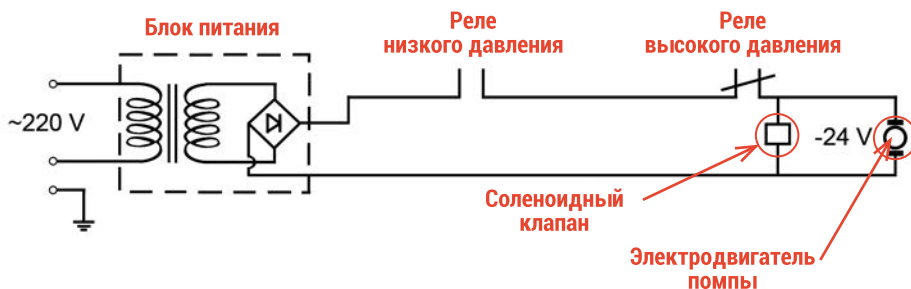 Блок питания
Реле
низкого давления
Реле
высокого давления
~220 V
-24 V
Соленоидный
клапан
Электродвигатель
помпы